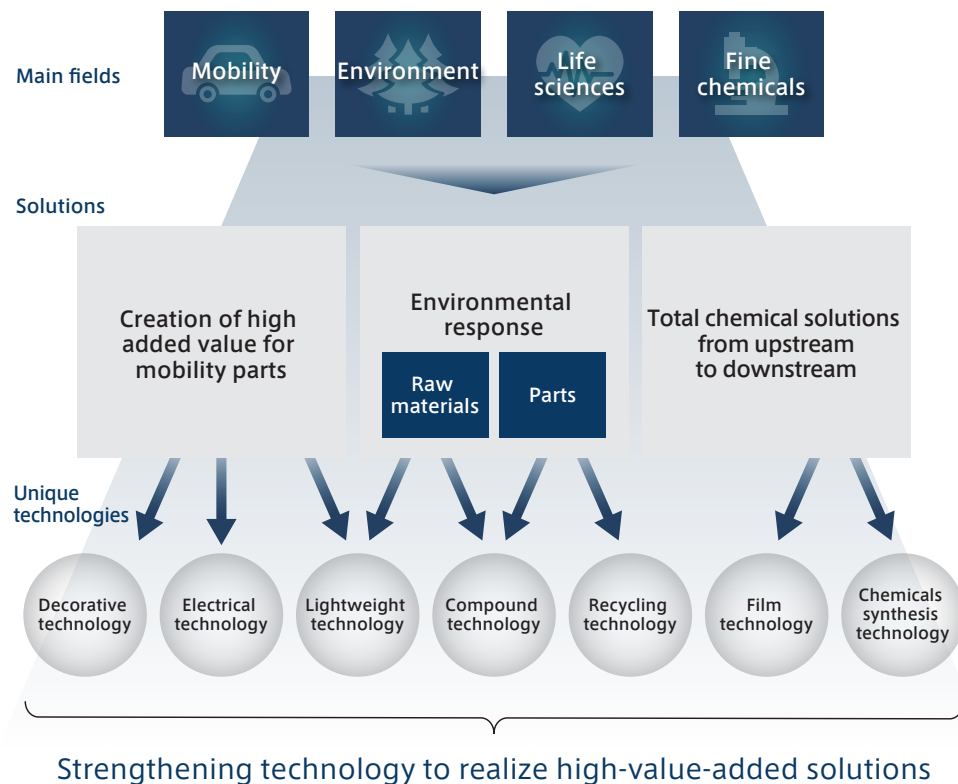 Main fields
Mobility
Environment
Life
sciences
Fine
chemicals
Solutions
Creation of high
added value for
mobility parts
Environmental
response
Raw
materials
Parts
Total chemical solutions
from upstream
to downstream
Unique
technologies
Decorative
technology
Electrical
technology
Lightweight
technology
Compound
technology
Recycling
technology
Film
technology
Chemicals
synthesis
technology
Strengthening technology to realize high-value-added solutions